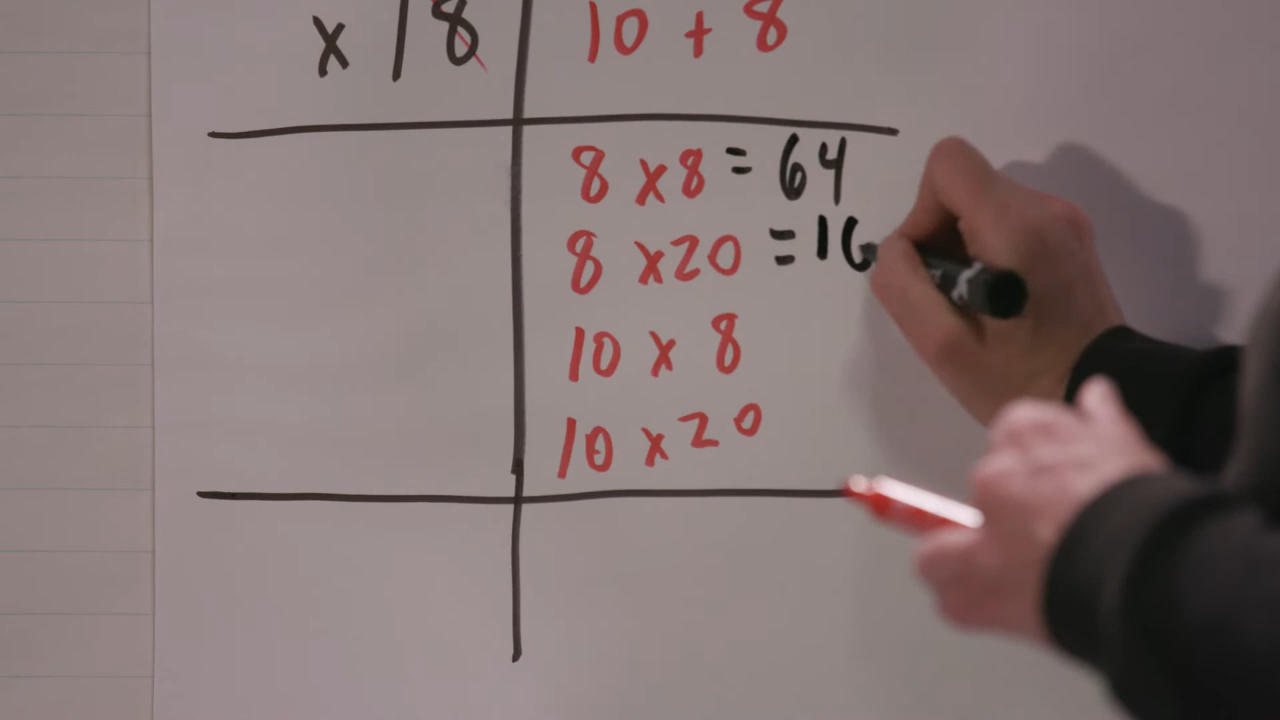 x 18 10 + 8
8 x 8 = 64
8 x 20 = 16
10 x 8
10 x 20